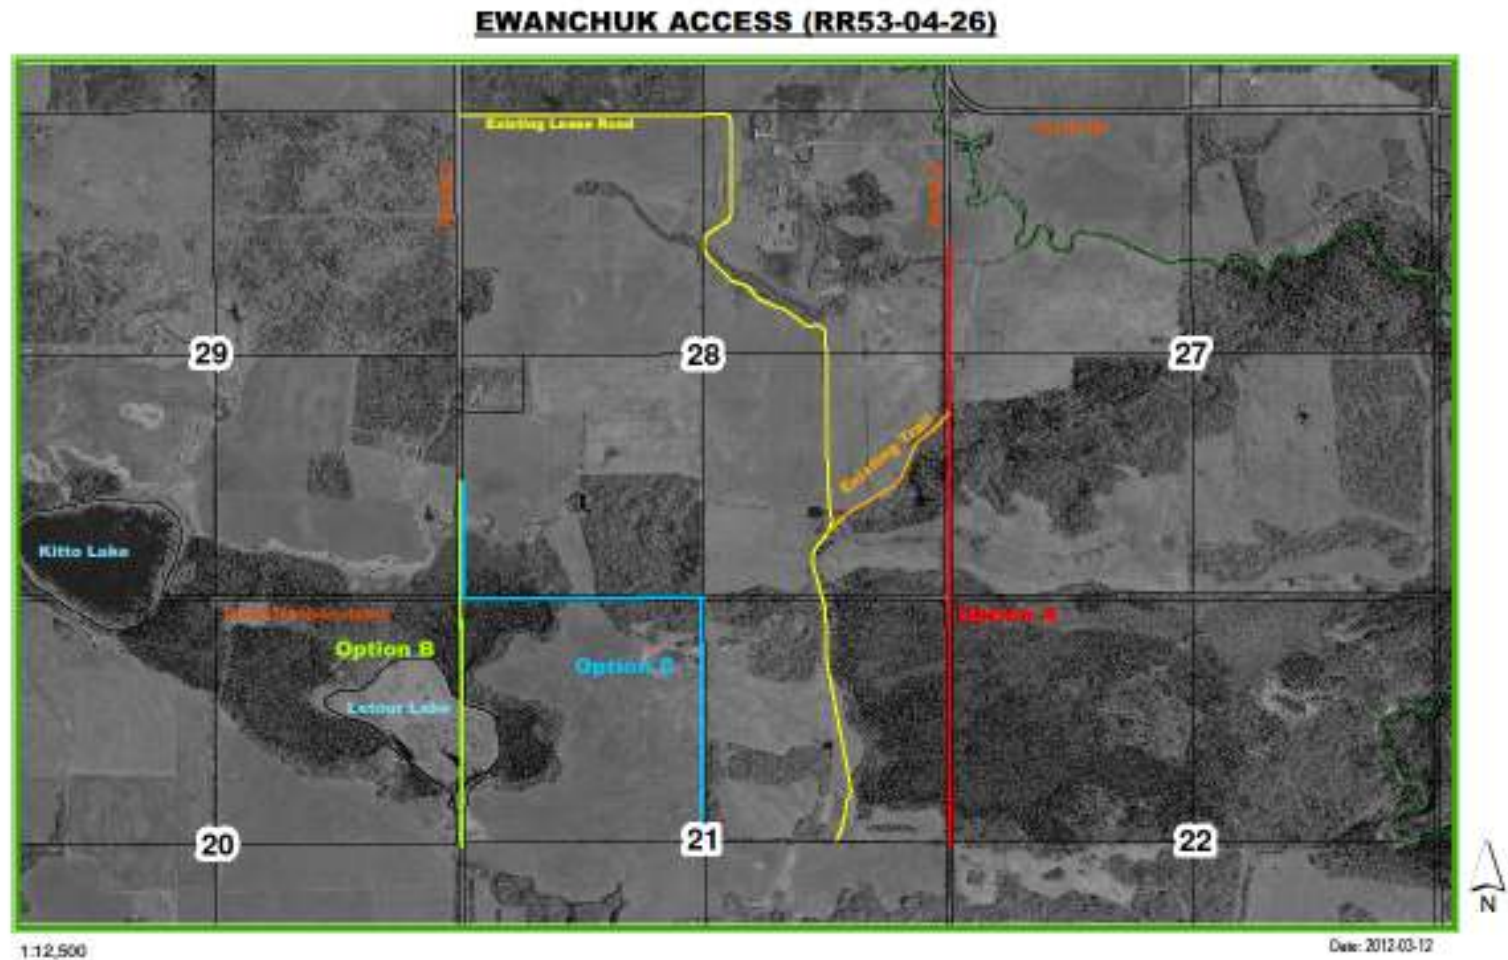 EWANCHUK ACCESS (RR53-04-26)
Existing Lease Road
29
28
27
Existing Trail
Kitto Lake
Option A
Option B
Option C
Letour Lake
20
21
22
N
1:12,500
Date: 2012-03-12